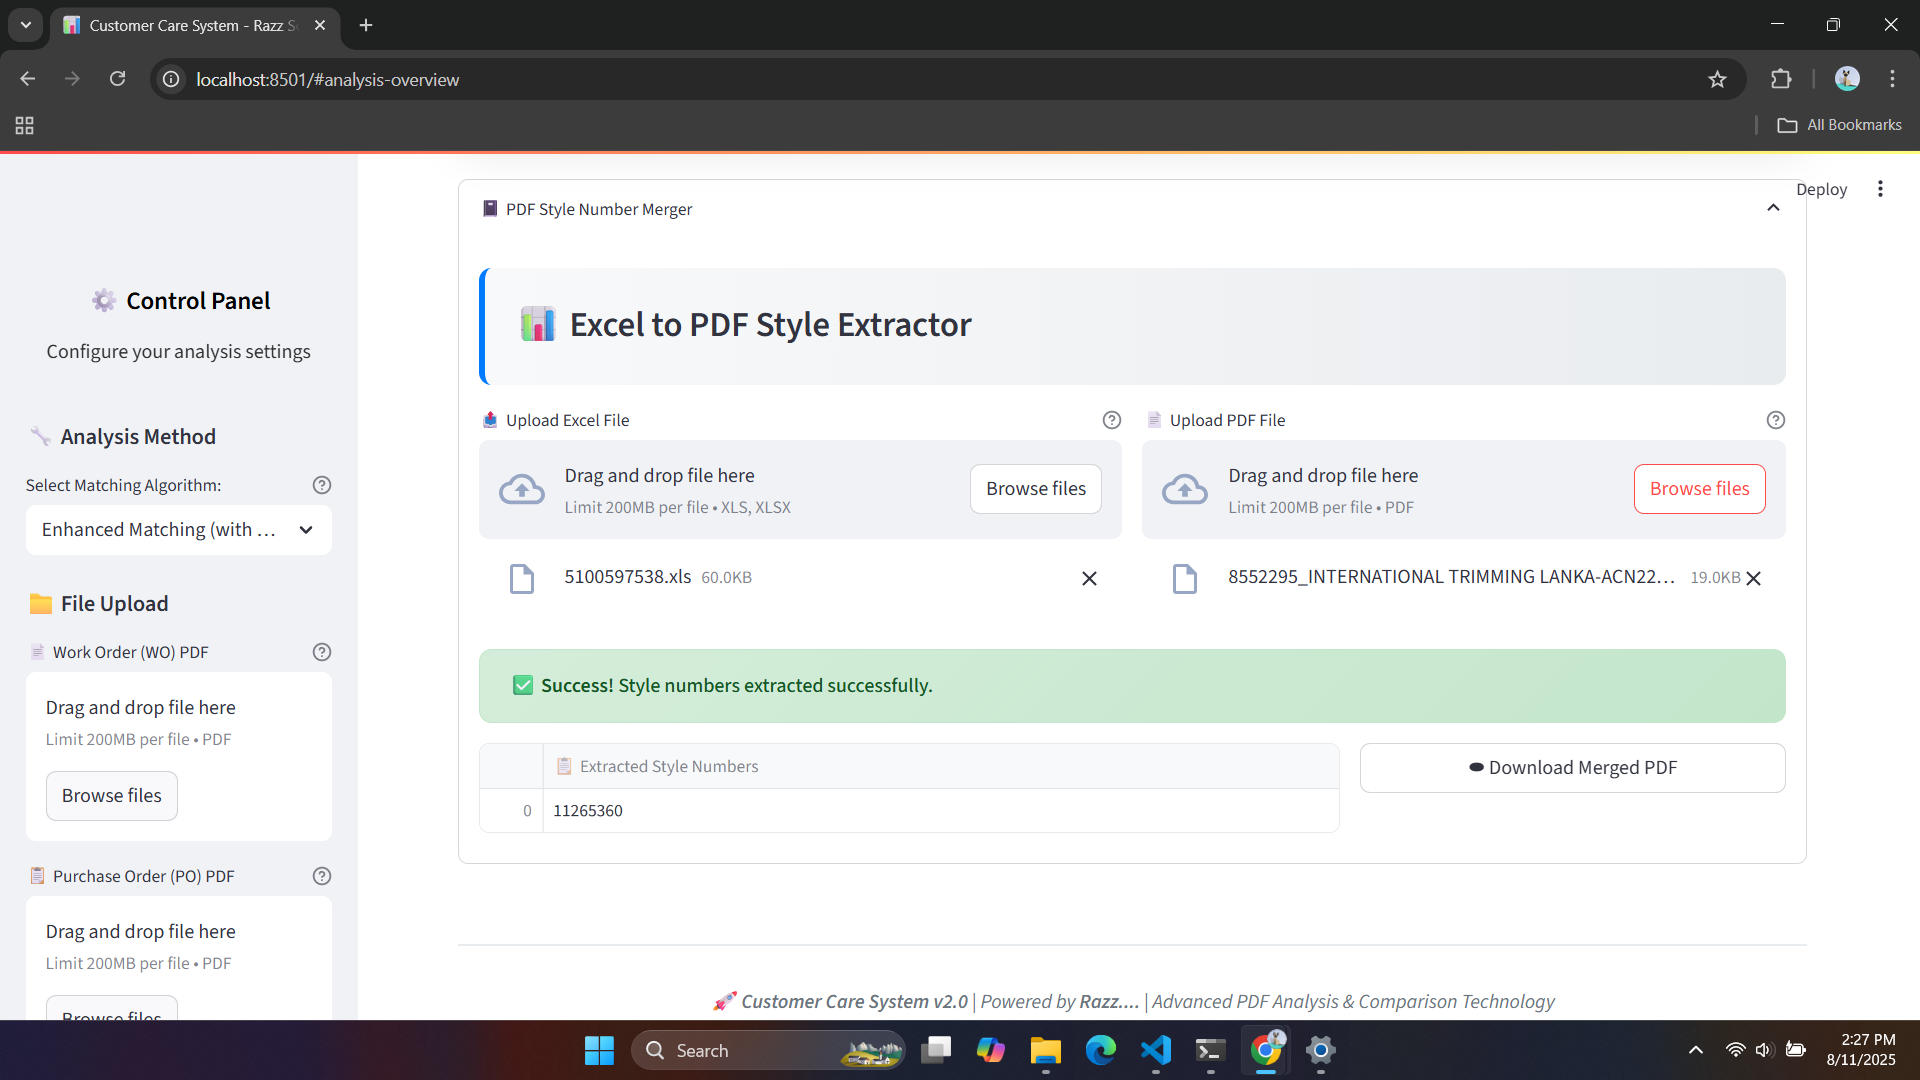 Customer Care System - Razz S
localhost:8501/#analysis-overview
All Bookmarks
Deploy
Control Panel
Configure your analysis settings
Analysis Method
Select Matching Algorithm:
Enhanced Matching (with ...
File Upload
Work Order (WO) PDF
Drag and drop file here
Limit 200MB per file • PDF
Browse files
Purchase Order (PO) PDF
Drag and drop file here
Limit 200MB per file • PDF
Browse files
PDF Style Number Merger
Excel to PDF Style Extractor
Upload Excel File
Drag and drop file here
Limit 200MB per file • XLS, XLSX
Browse files
5100597538.xls 60.0KB
Upload PDF File
Drag and drop file here
Limit 200MB per file • PDF
Browse files
8552295_INTERNATIONAL TRIMMING LANKA-ACN22... 19.0KB
Success! Style numbers extracted successfully.
Extracted Style Numbers
0 11265360
Download Merged PDF
Customer Care System v2.0 | Powered by Razz.... | Advanced PDF Analysis & Comparison Technology
Search
2:27 PM
8/11/2025